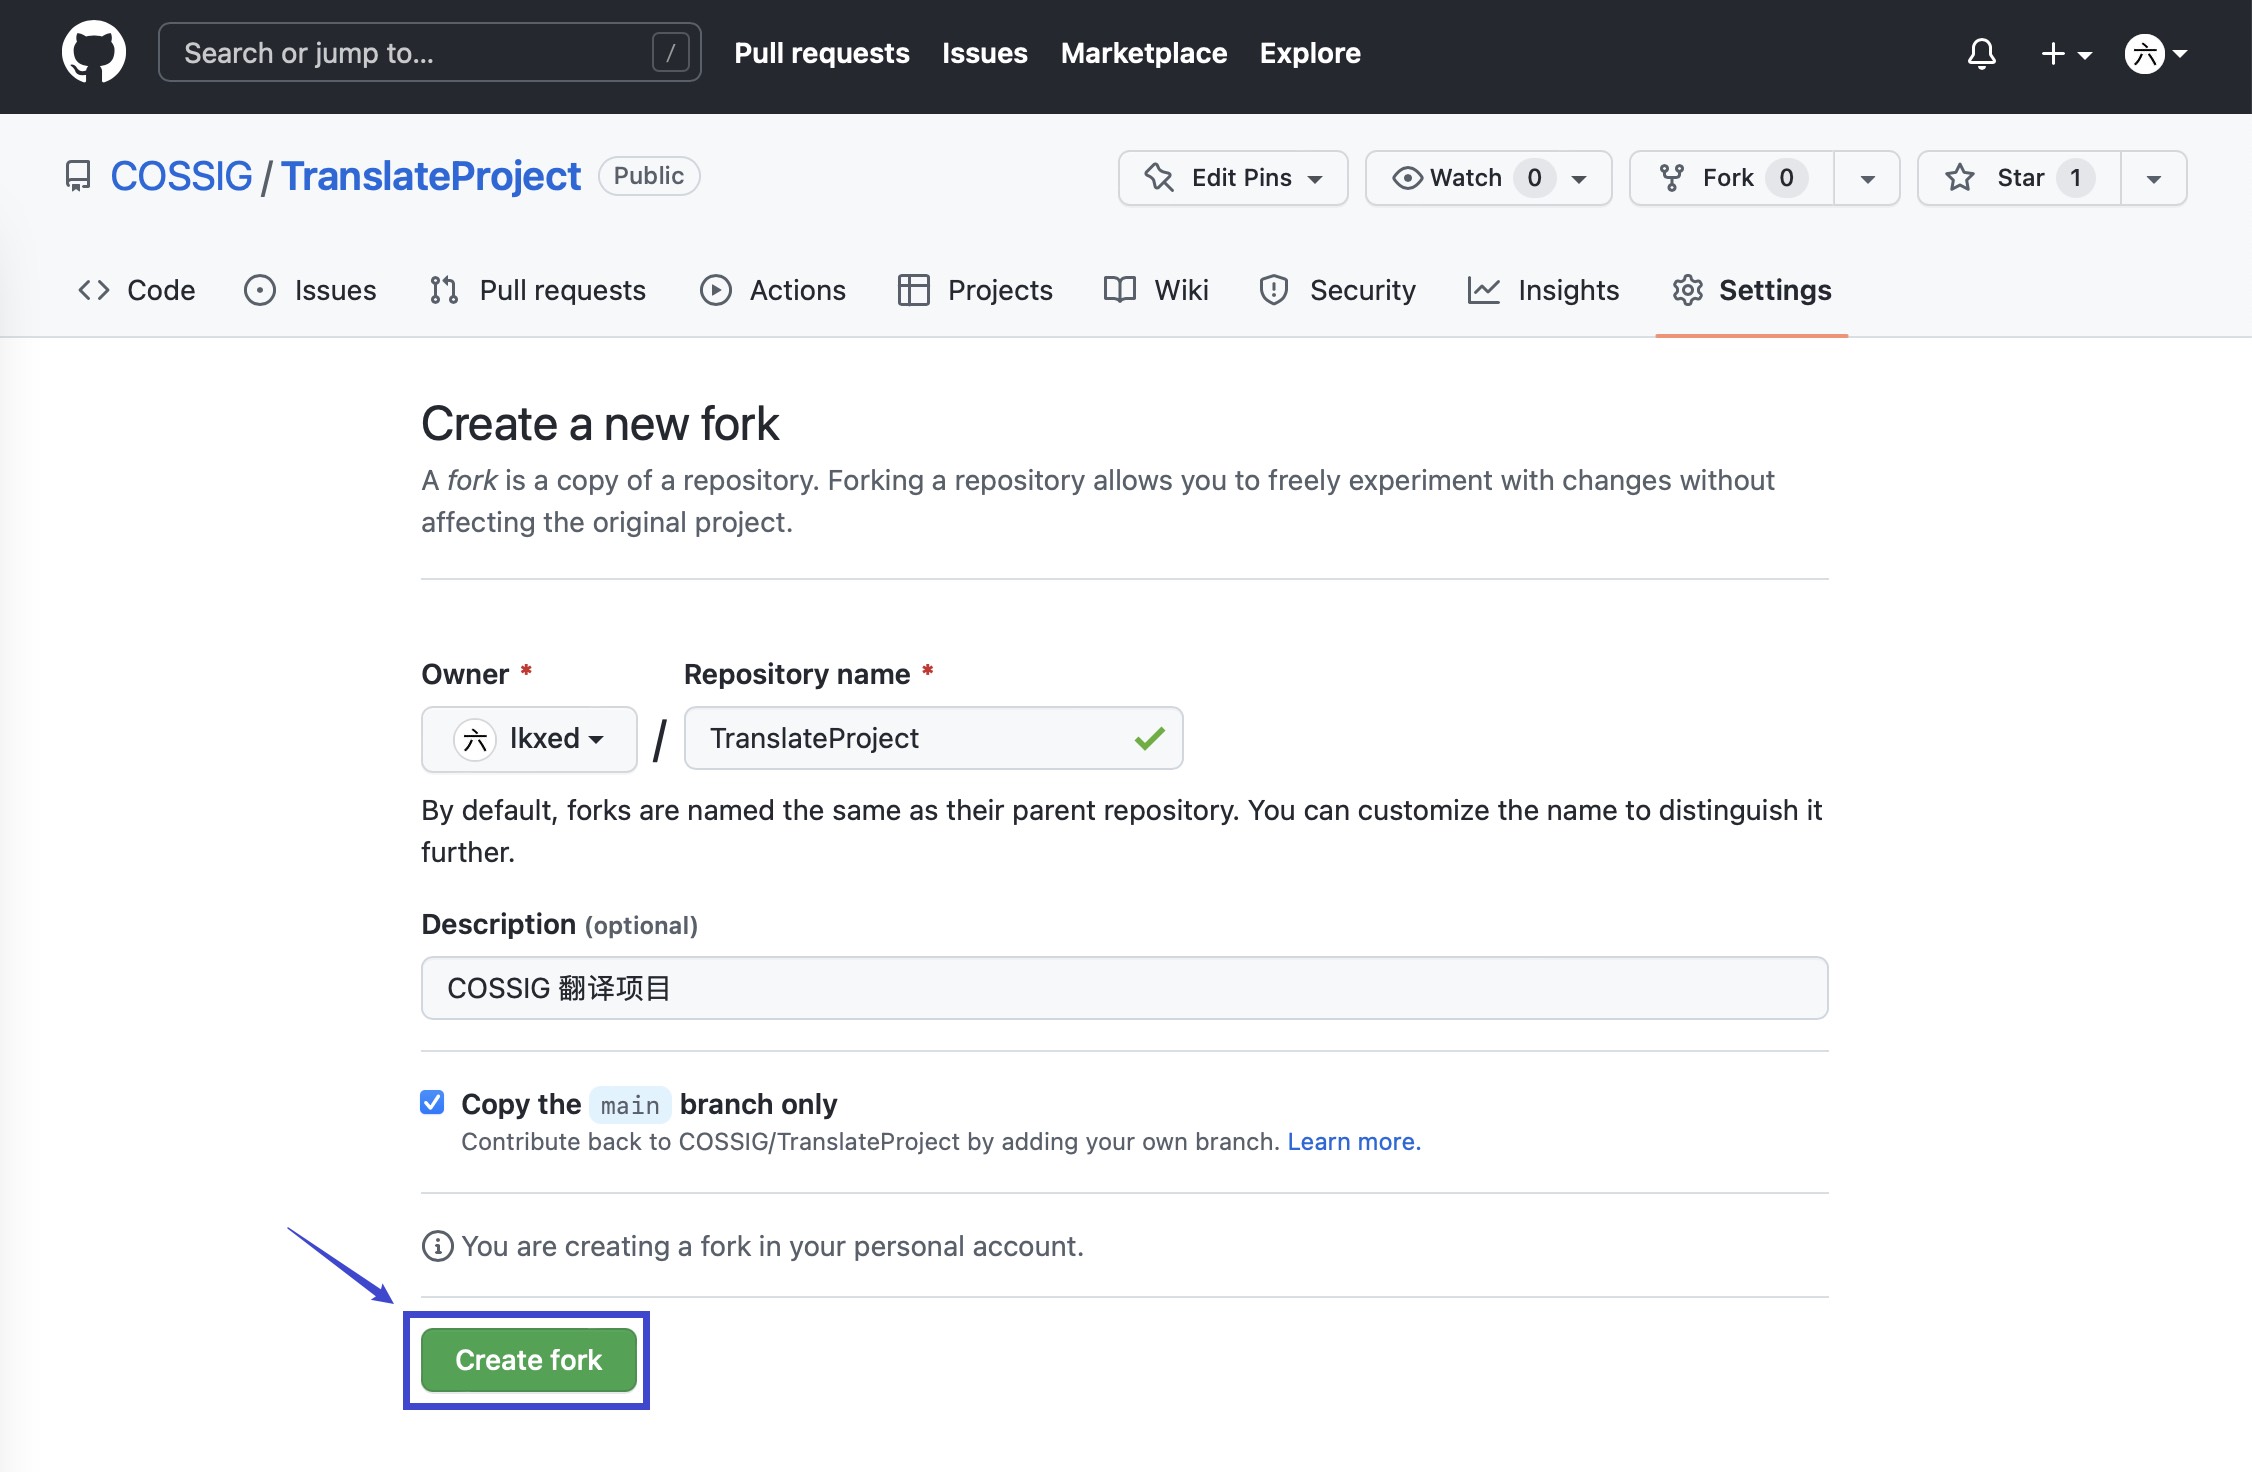 Search or jump to... / Pull requests Issues Marketplace Explore 六
COSSIG / TranslateProject Public Edit Pins Watch 0 Fork 0 Star 1
Code Issues Pull requests Actions Projects Wiki Security Insights Settings
Create a new fork
A fork is a copy of a repository. Forking a repository allows you to freely experiment with changes without
affecting the original project.
Owner * Repository name *
六 lkxed / TranslateProject
By default, forks are named the same as their parent repository. You can customize the name to distinguish it
further.
Description (optional)
COSSIG 翻译项目
Copy the main branch only
Contribute back to COSSIG/TranslateProject by adding your own branch. Learn more.
You are creating a fork in your personal account.
Create fork